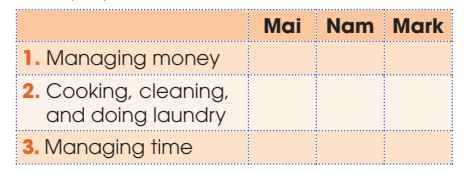 Mai Nam Mark
1. Managing money
2. Cooking, cleaning,
and doing laundry
3. Managing time